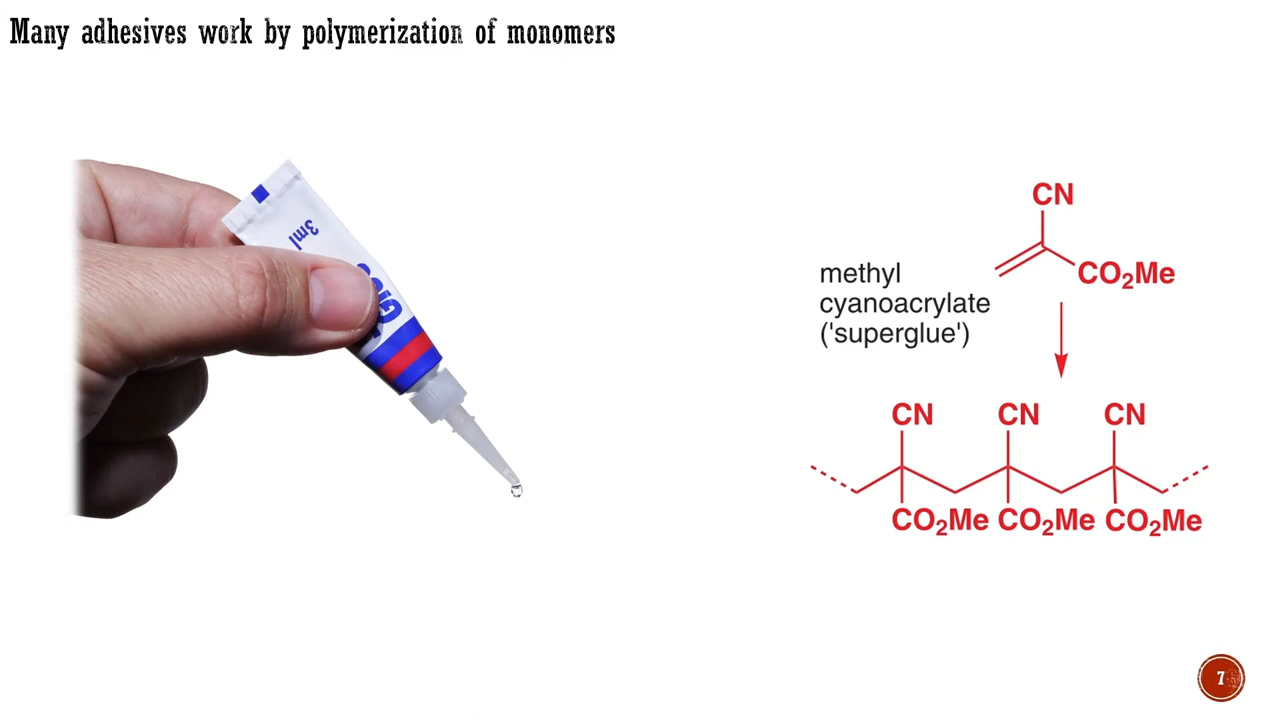 Many adhesives work by polymerization of monomers
3ml
CN
CO₂Me
methyl
cyanoacrylate
('superglue')
CN CN CN
CO₂Me CO₂Me CO₂Me
7